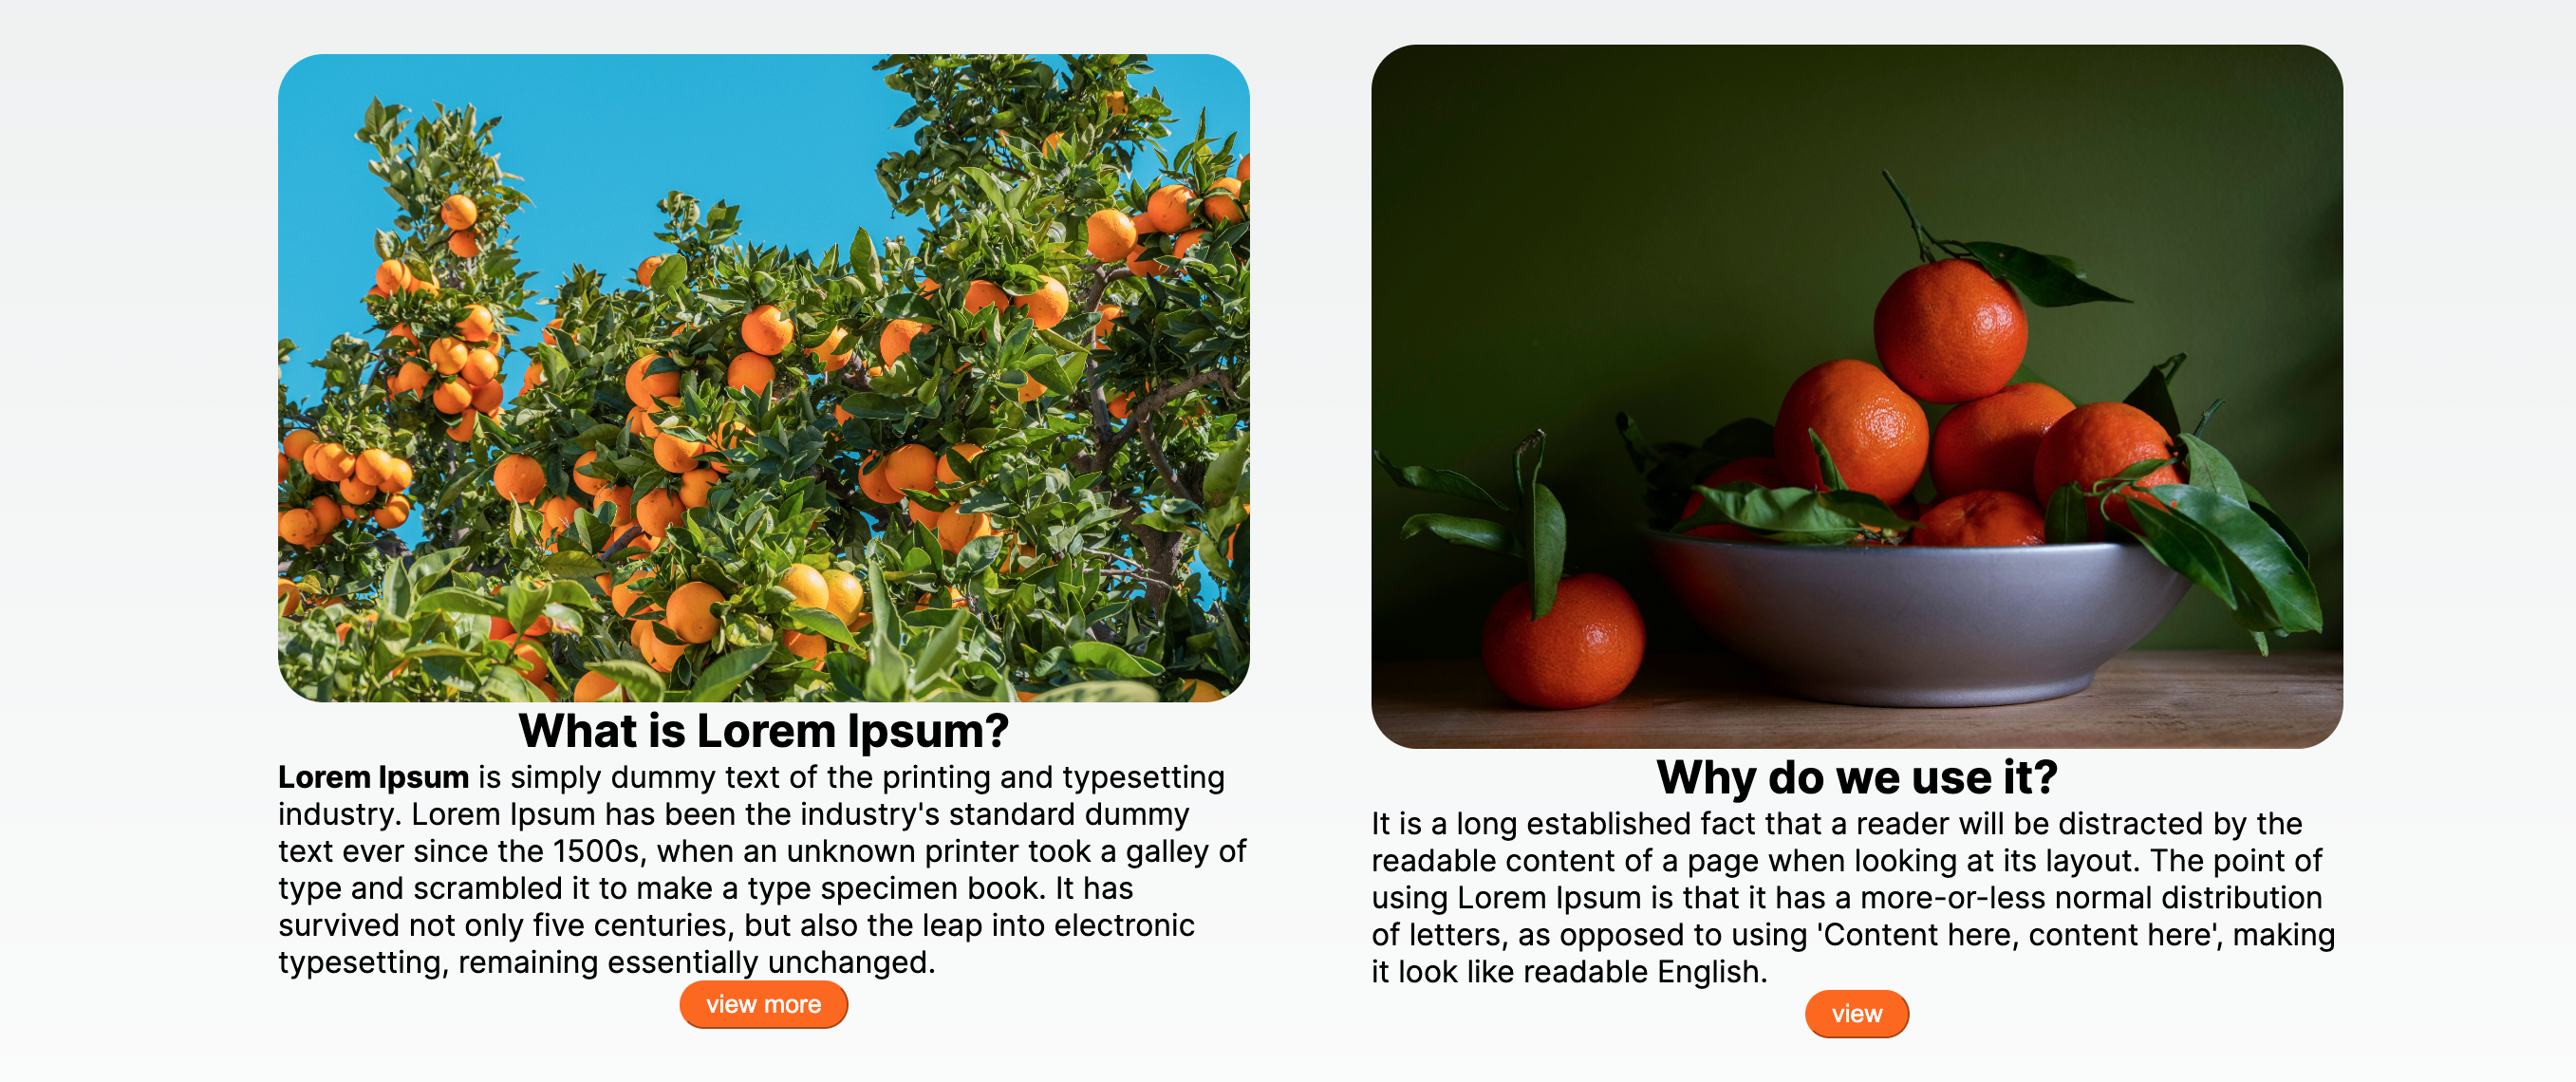 What is Lorem Ipsum?
Lorem Ipsum is simply dummy text of the printing and typesetting
industry. Lorem Ipsum has been the industry's standard dummy
text ever since the 1500s, when an unknown printer took a galley of
type and scrambled it to make a type specimen book. It has
survived not only five centuries, but also the leap into electronic
typesetting, remaining essentially unchanged.
view more
Why do we use it?
It is a long established fact that a reader will be distracted by the
readable content of a page when looking at its layout. The point of
using Lorem Ipsum is that it has a more-or-less normal distribution
of letters, as opposed to using 'Content here, content here', making
it look like readable English.
view